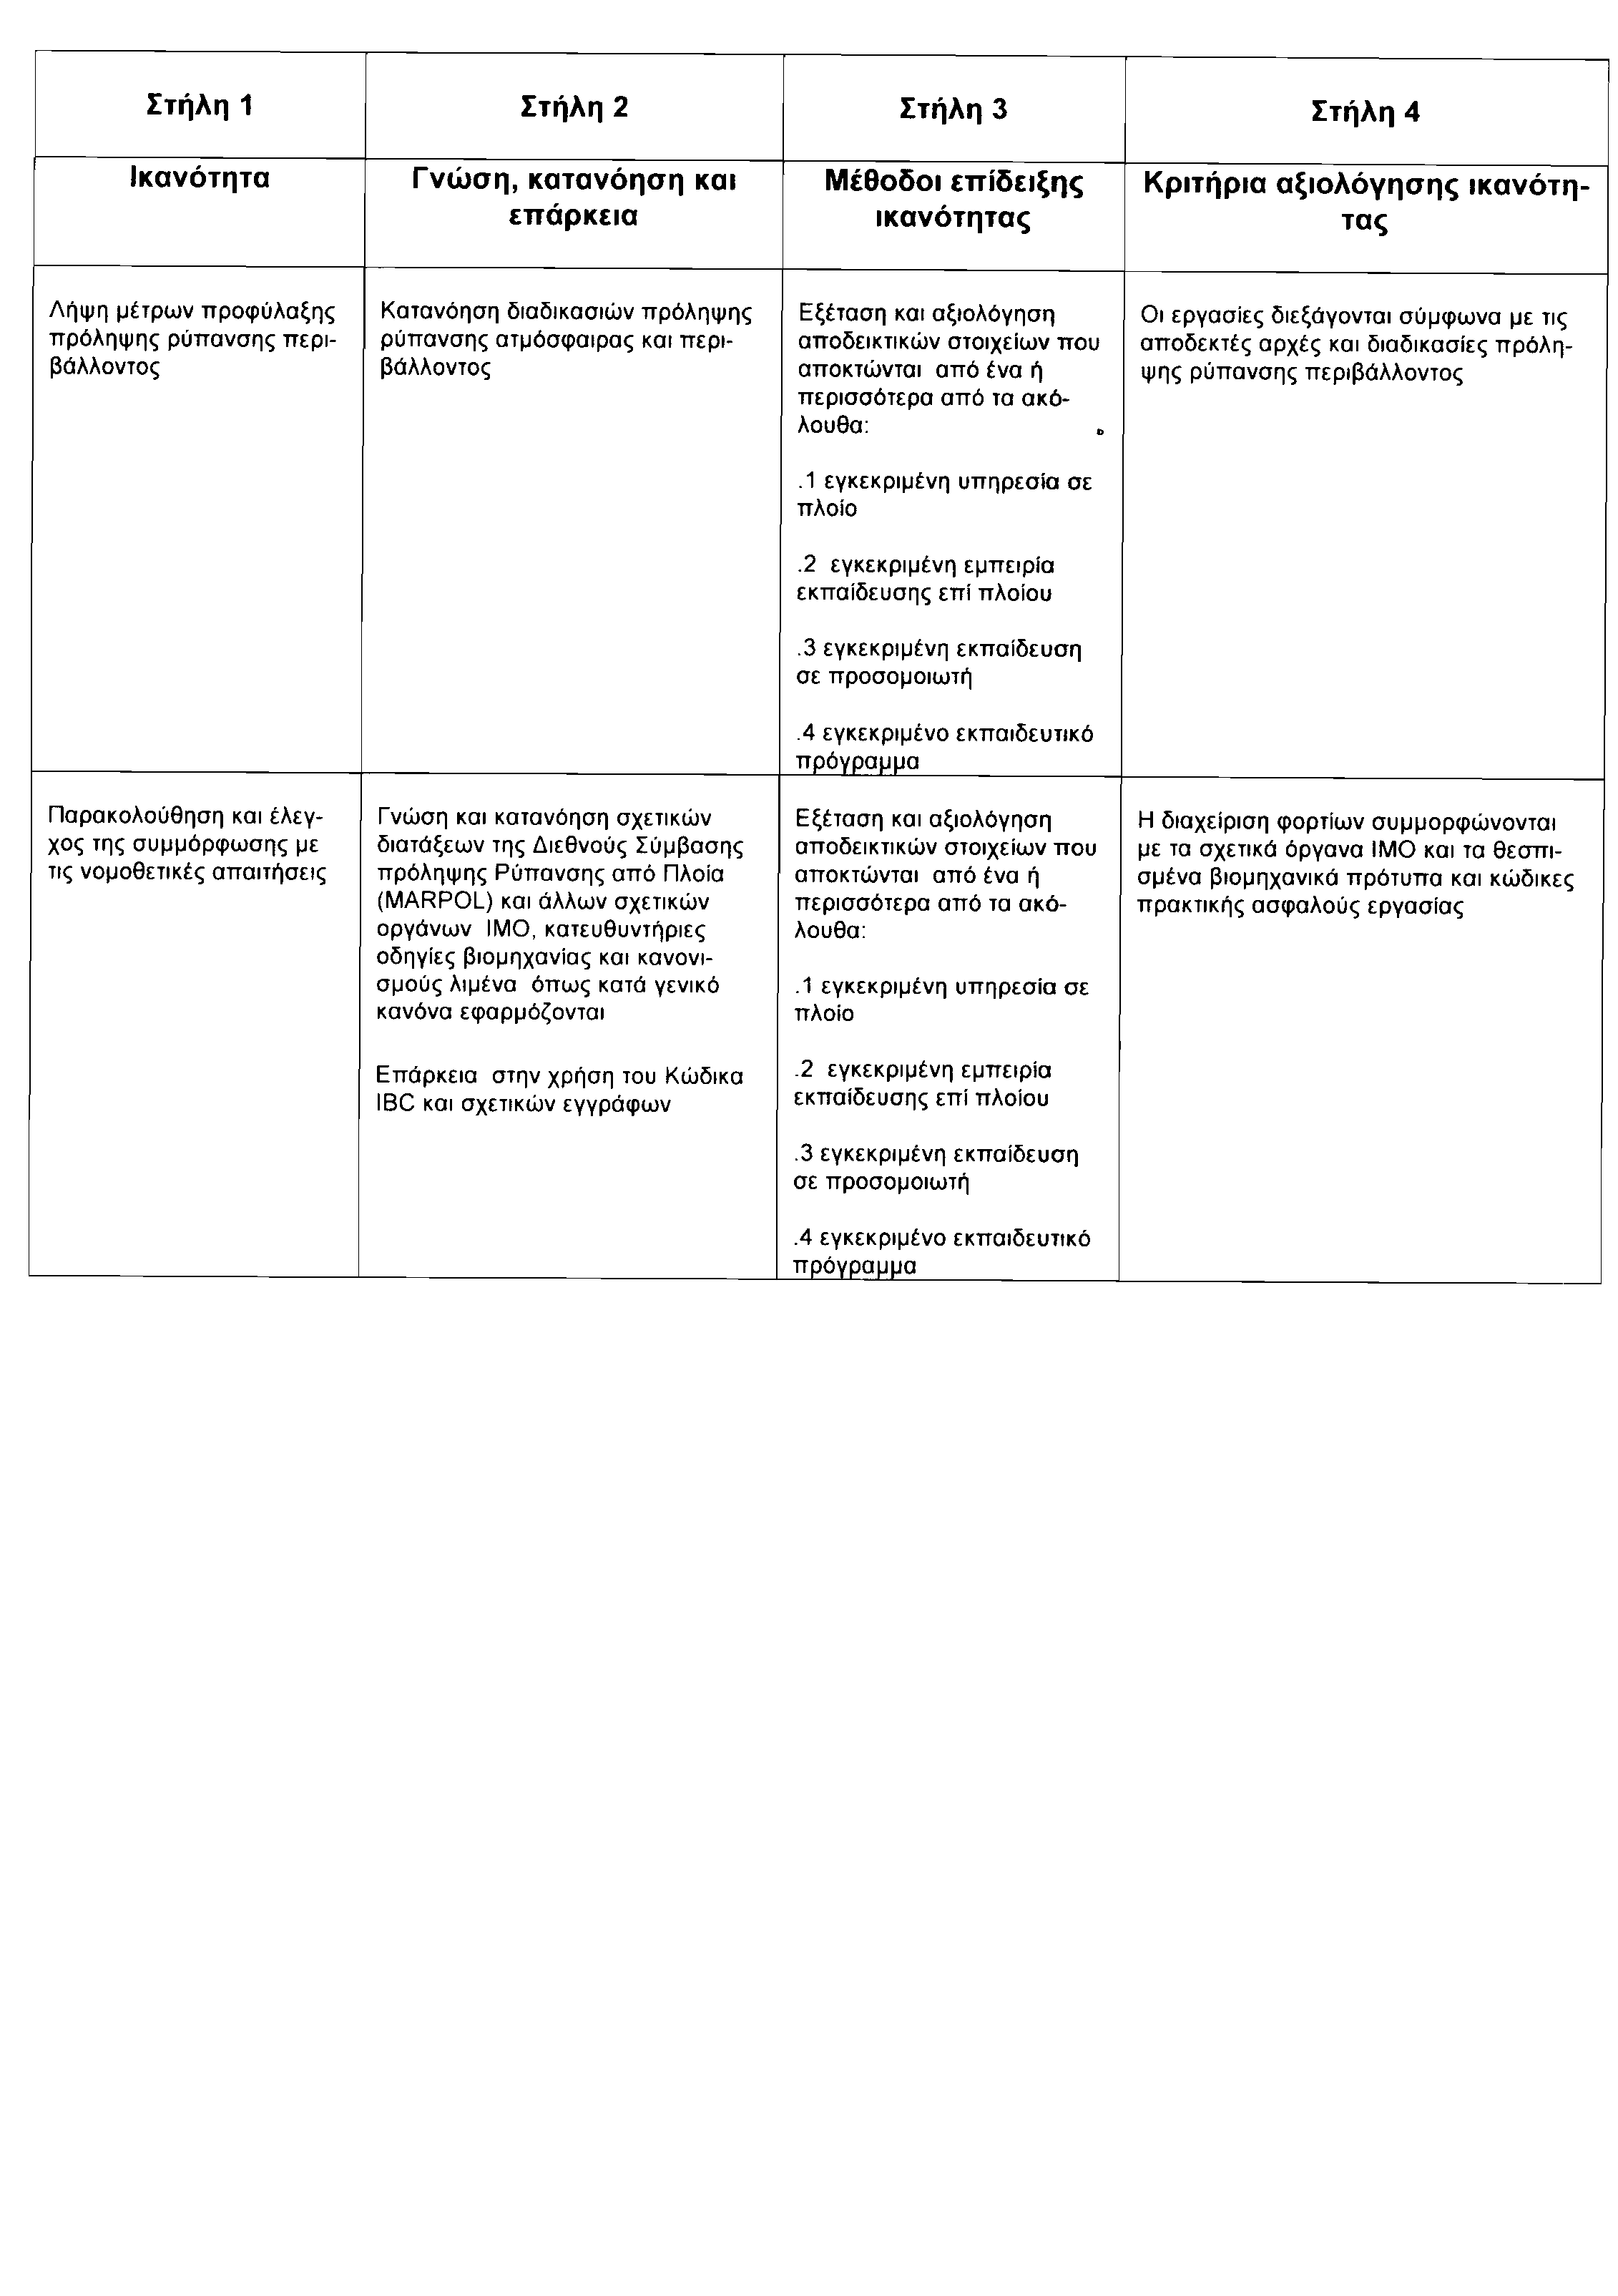 Στήλη 1
Στήλη 2
Στήλη 3
Στήλη 4
Ικανότητα
Γνώση, κατανόηση και
επάρκεια
Μέθοδοι επίδειξης
ικανότητας
Κριτήρια αξιολόγησης ικανότη-
τας
Λήψη μέτρων προφύλαξης
πρόληψης ρύπανσης περι-
βάλλοντος
Κατανόηση διαδικασιών πρόληψης
ρύπανσης ατμόσφαιρας και περι-
βάλλοντος
Εξέταση και αξιολόγηση
αποδεικτικών στοιχείων που
αποκτώνται από ένα ή
περισσότερα από τα ακό-
λουθα:
.1 εγκεκριμένη υπηρεσία σε
πλοίο
.2 εγκεκριμένη εμπειρία
εκπαίδευσης επί πλοίου
.3 εγκεκριμένη εκπαίδευση
σε προσομοιωτή
.4 εγκεκριμένο εκπαιδευτικό
πρόγραμμα
Οι εργασίες διεξάγονται σύμφωνα με τις
αποδεκτές αρχές και διαδικασίες πρόλη-
ψης ρύπανσης περιβάλλοντος
Παρακολούθηση και έλεγ-
χος της συμμόρφωσης με
τις νομοθετικές απαιτήσεις
Γνώση και κατανόηση σχετικών
διατάξεων της Διεθνούς Σύμβασης
πρόληψης Ρύπανσης από Πλοία
(MARPOL) και άλλων σχετικών
οργάνων ΙΜΟ, κατευθυντήριες
οδηγίες βιομηχανίας και κανονι-
σμούς λιμένα όπως κατά γενικό
κανόνα εφαρμόζονται
Επάρκεια στην χρήση του Κώδικα
IBC και σχετικών εγγράφων
Εξέταση και αξιολόγηση
αποδεικτικών στοιχείων που
αποκτώνται από ένα ή
περισσότερα από τα ακό-
λουθα:
.1 εγκεκριμένη υπηρεσία σε
πλοίο
.2 εγκεκριμένη εμπειρία
εκπαίδευσης επί πλοίου
.3 εγκεκριμένη εκπαίδευση
σε προσομοιωτή
.4 εγκεκριμένο εκπαιδευτικό
πρόγραμμα
Η διαχείριση φορτίων συμμορφώνονται
με τα σχετικά όργανα ΙΜΟ και τα θεσπι-
σμένα βιομηχανικά πρότυπα και κώδικες
πρακτικής ασφαλούς εργασίας